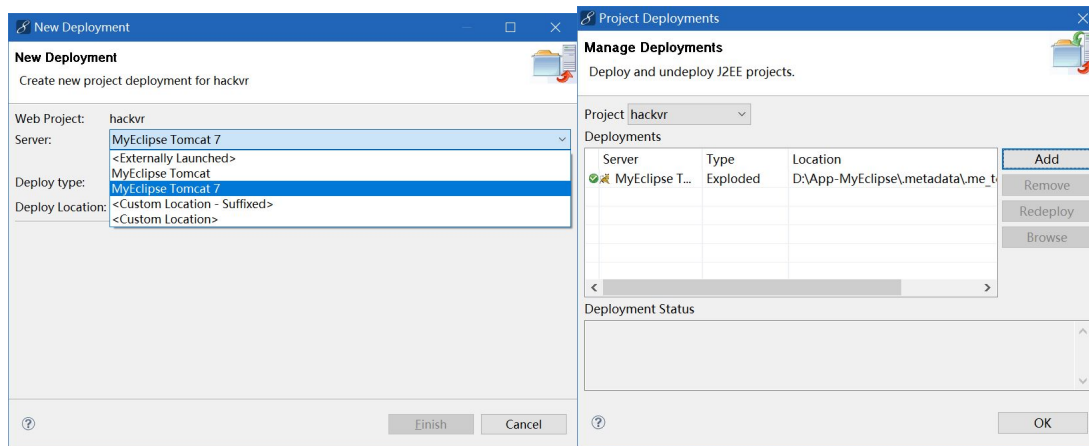 New Deployment
New Deployment
Create new project deployment for hackvr
Web Project: hackvr
Server: MyEclipse Tomcat 7
<Externally Launched>
MyEclipse Tomcat
MyEclipse Tomcat 7
<Custom Location - Suffixed>
<Custom Location>
Deploy type:
Deploy Location:
Finish Cancel
Project Deployments
Manage Deployments
Deploy and undeploy J2EE projects.
Project hackvr
Deployments
Server Type Location
MyEclipse T... Exploded D:\App-MyEclipse\.metadata\.me_t
Add
Remove
Redeploy
Browse
Deployment Status
OK